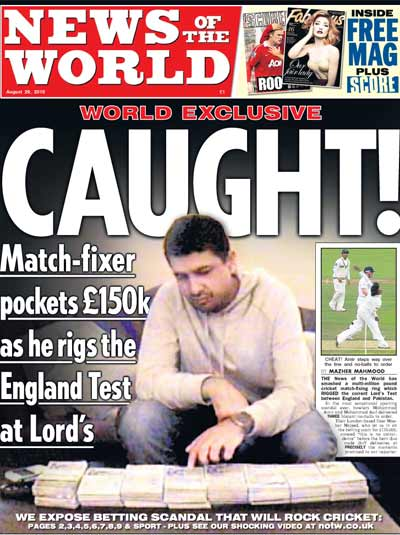 NEWS OF THE WORLD
August 29, 2010
£1
ROO
Fabulous
INSIDE
FREE
MAG
PLUS
SCORE
WORLD EXCLUSIVE
CAUGHT!
Match-fixer
pockets £150k
as he rigs the
England Test
at Lord's
CHEAT! Amir steps way over
the line and no-balls to order
MAZHER MAHMOOD
THE News of the World has
smashed a multi-million pound
cricket match-fixing ring which
RIGGED the current Lord's Test
between England and Pakistan.
In the most sensational sporting
scandal ever, bowlers Mohammad
Amir and Mohammad Asif delivered
THREE blatant no-balls to order.
PRECISELY the moments
promised to our reporter.
WE EXPOSE BETTING SCANDAL THAT WILL ROCK CRICKET:
PAGES 2,3,4,5,6,7,8,9 & SPORT - PLUS SEE OUR SHOCKING VIDEO AT notw.co.uk